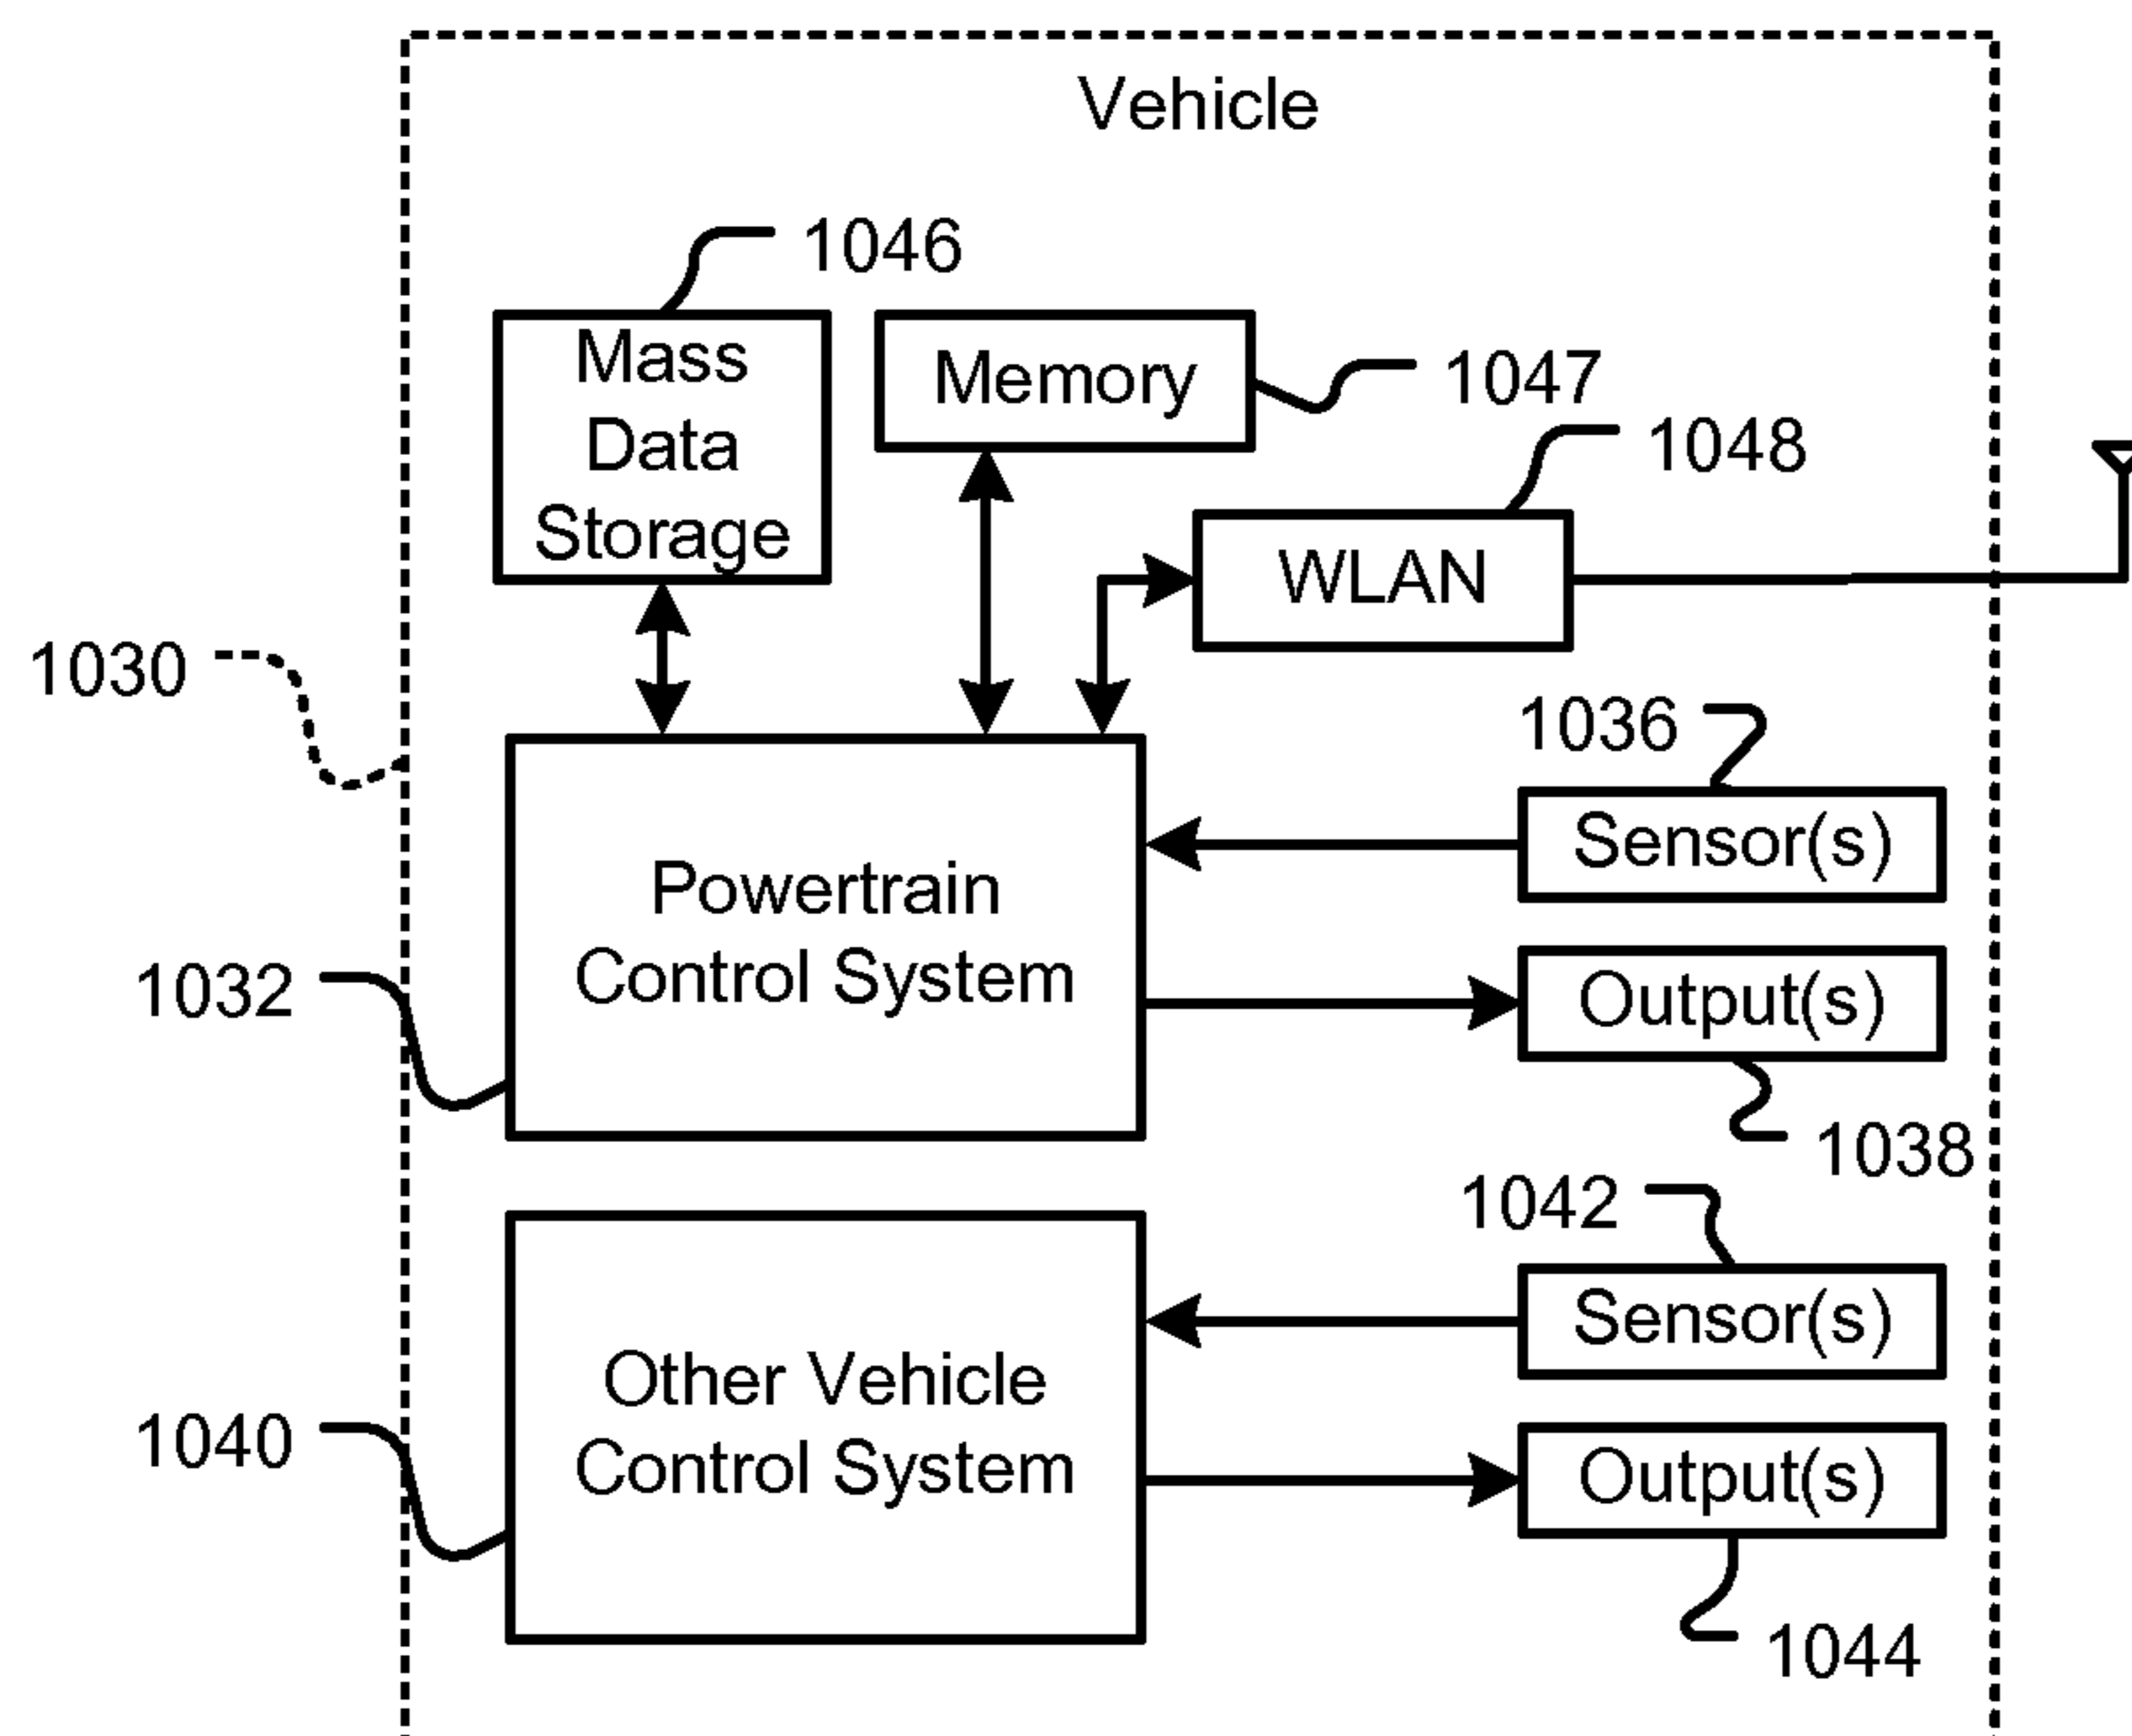 Vehicle
1046
Mass
Data
Storage
Memory
1047
1048
WLAN
1030
1036
Sensor(s)
Powertrain
Control System
1032
Output(s)
1038
1042
Sensor(s)
Other Vehicle
Control System
1040
Output(s)
1044